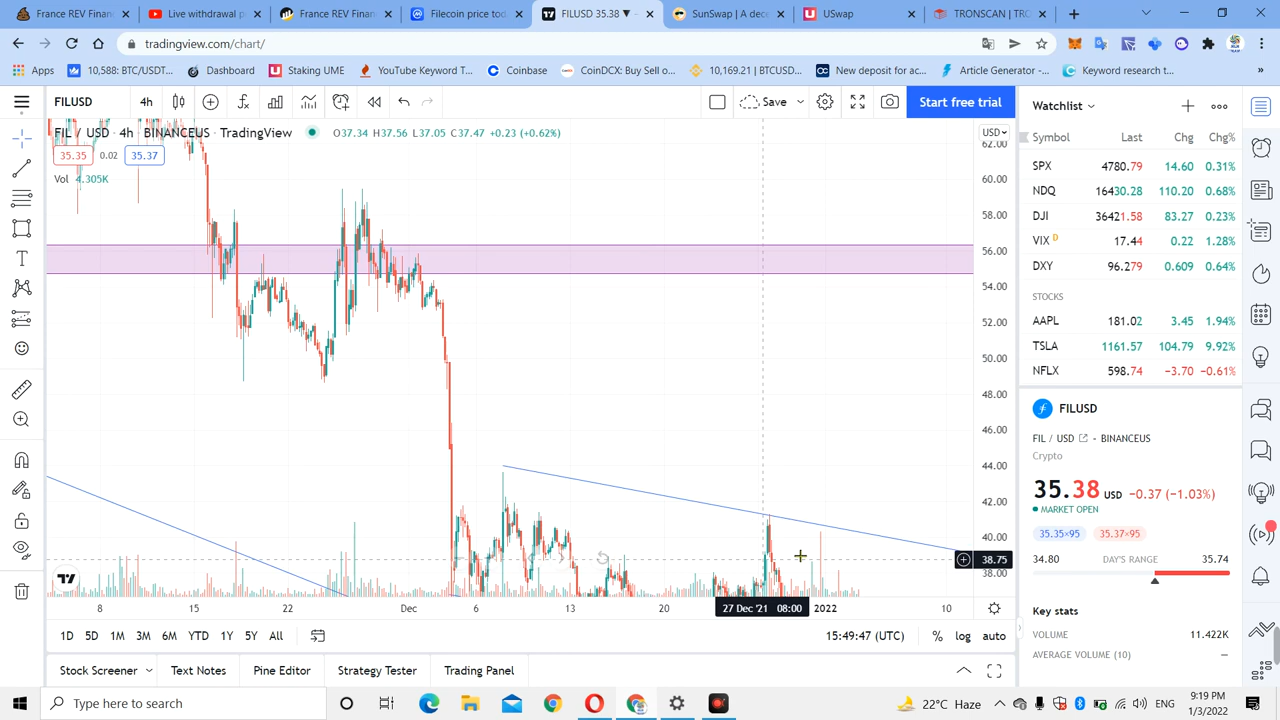 Welcome to Steemit
YouTube
Account settings - Binance
Filecoin price today, FIL to
FILUSD 35.38 ▼ −
SunSwap | A dece
Uswap
TRONSCAN |
tradingview.com/chart/
Apps
10,588: BTC/USDT...
Dashboard
Staking UME
YouTube Keyword T...
Coinbase
CoinDCX: Buy Sell o...
10,169.21 | BTCUSD...
New deposit for ac...
Article Generator -...
Keyword research t...
»
FILUSD
4h
Save
Start free trial
Watchlist
FIL / USD · 4h · BINANCEUS · TradingView
O37.34 H37.56 L37.05 C37.47 +0.23 (+0.62%)
USD
35.35
0.02
35.37
Vol 4.305K
62.00
60.00
58.00
56.00
54.00
52.00
50.00
48.00
46.00
44.00
42.00
40.00
38.75
38.00
8
15
22
Dec
6
13
20
27 Dec '21 08:00
2022
10
1D
5D
1M
3M
6M
YTD
1Y
5Y
All
15:49:47 (UTC)
%
log
auto
Stock Screener
Text Notes
Pine Editor
Strategy Tester
Trading Panel
Symbol Last Chg Chg%
SPX 4780.79 14.60 0.31%
NDQ 16430.28 110.20 0.68%
DJI 36421.58 83.27 0.23%
VIX D 17.44 0.22 1.28%
DXY 96.279 0.609 0.64%
STOCKS
AAPL 181.02 3.45 1.94%
TSLA 1161.57 104.79 9.92%
NFLX 598.74 −3.70 −0.61%
FILUSD
FIL / USD · BINANCEUS
Crypto
35.38 USD −0.37 (−1.03%)
MARKET OPEN
35.35×95
35.37×95
34.80 DAY'S RANGE 35.74
Key stats
VOLUME 11.422K
AVERAGE VOLUME (10) —
Type here to search
22°C Haze
ENG
9:19 PM
1/3/2022